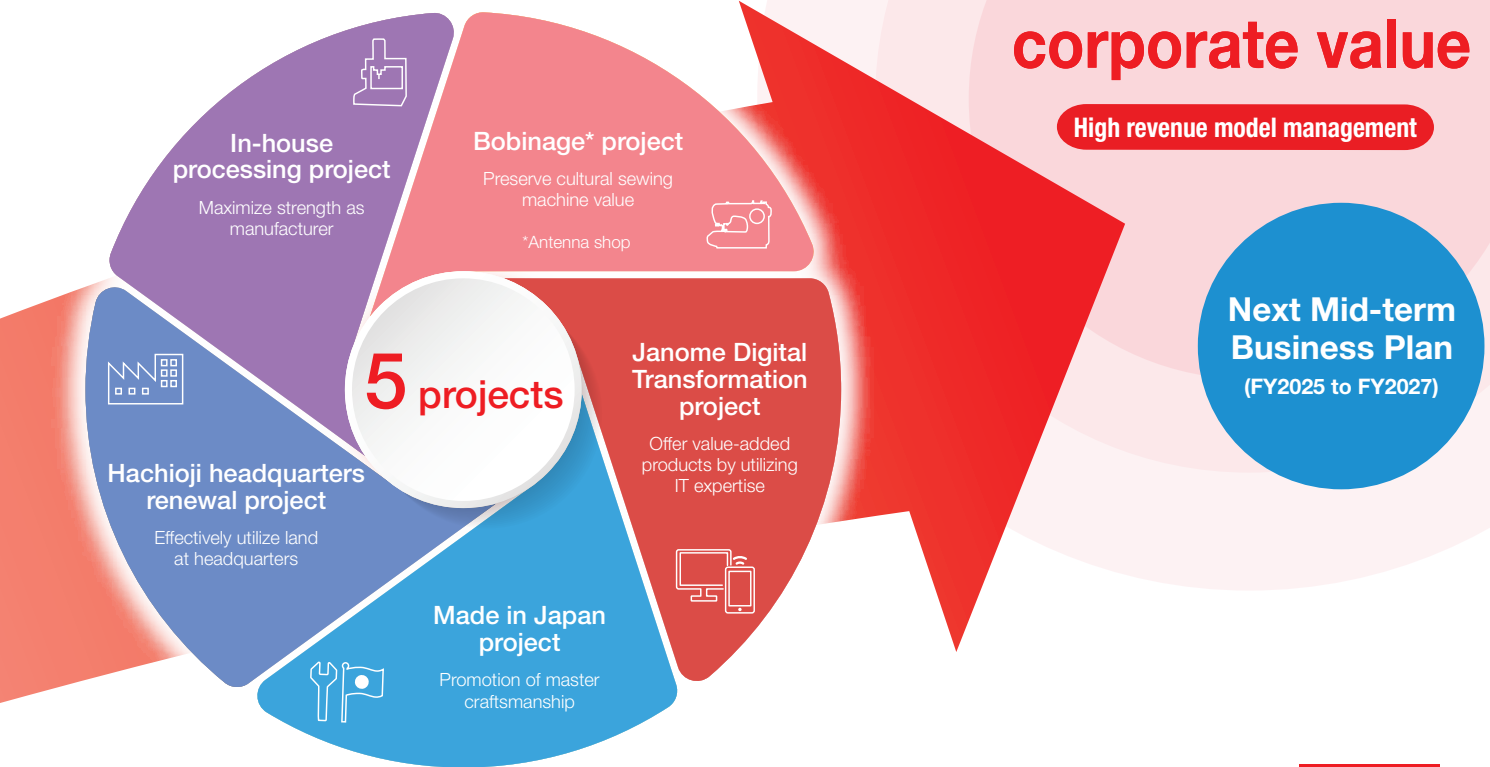 corporate value
High revenue model management
In-house
processing project
Maximize strength as
manufacturer
Bobinage* project
Preserve cultural sewing
machine value
*Antenna shop
5 projects
Janome Digital
Transformation
project
Offer value-added
products by utilizing
IT expertise
Next Mid-term
Business Plan
(FY2025 to FY2027)
Hachioji headquarters
renewal project
Effectively utilize land
at headquarters
Made in Japan
project
Promotion of master
craftsmanship